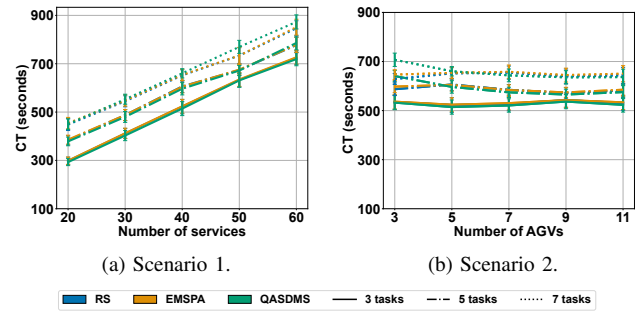 CT (seconds)
900
700
500
300
100
20
30
40
50
60
Number of services
(a) Scenario 1.
CT (seconds)
900
700
500
300
100
3
5
7
9
11
Number of AGVs
(b) Scenario 2.
RS EMSPA QASDMS 3 tasks 5 tasks 7 tasks